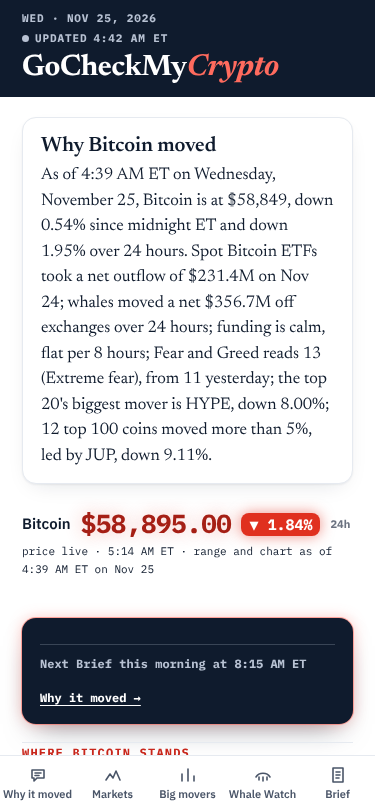 WED · NOV 25, 2026
UPDATED 4:42 AM ET
GoCheckMyCrypto
Why Bitcoin moved
As of 4:39 AM ET on Wednesday,
November 25, Bitcoin is at $58,849, down
0.54% since midnight ET and down
1.95% over 24 hours. Spot Bitcoin ETFs
took a net outflow of $231.4M on Nov
24; whales moved a net $356.7M off
exchanges over 24 hours; funding is calm,
flat per 8 hours; Fear and Greed reads 13
(Extreme fear), from 11 yesterday; the top
20's biggest mover is HYPE, down 8.00%;
12 top 100 coins moved more than 5%,
led by JUP, down 9.11%.
Bitcoin $58,895.00 ▼ 1.84% 24h
price live · 5:14 AM ET · range and chart as of
4:39 AM ET on Nov 25
Next Brief this morning at 8:15 AM ET
Why it moved →
WHERE BITCOIN STANDS
Why it moved Markets Big movers Whale Watch Brief